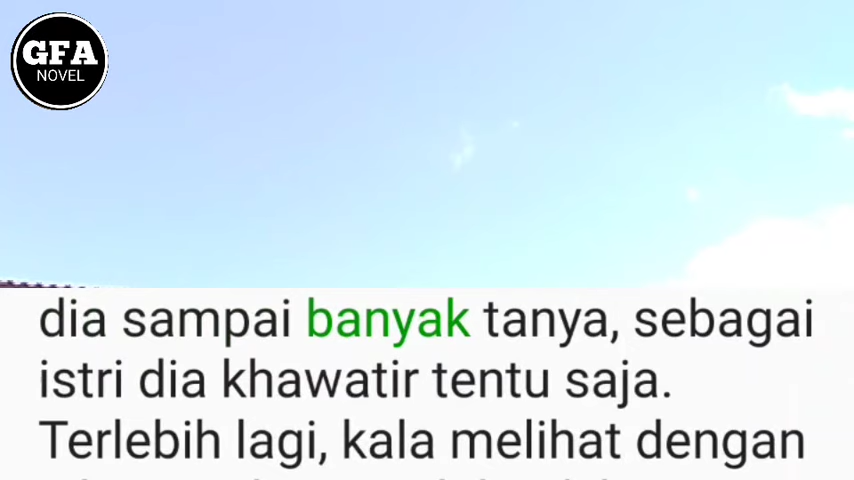 GFA
NOVEL
dia sampai banyak tanya, sebagai
istri dia khawatir tentu saja.
Terlebih lagi, kala melihat dengan